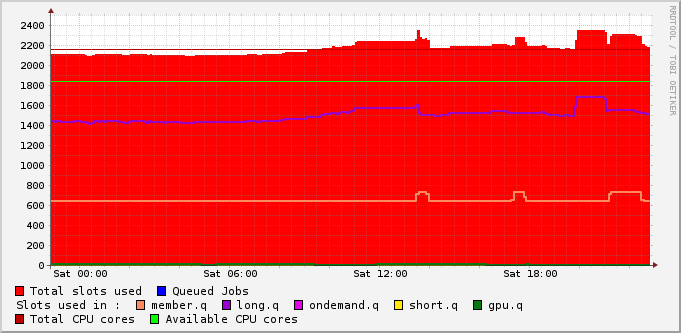 2400
2200
2000
1800
1600
1400
1200
1000
800
600
400
200
0
Sat 00:00 Sat 06:00 Sat 12:00 Sat 18:00
RRDTOOL / TOBI OETIKER
Total slots used Queued Jobs
Slots used in : member.q long.q ondemand.q short.q gpu.q
Total CPU cores Available CPU cores